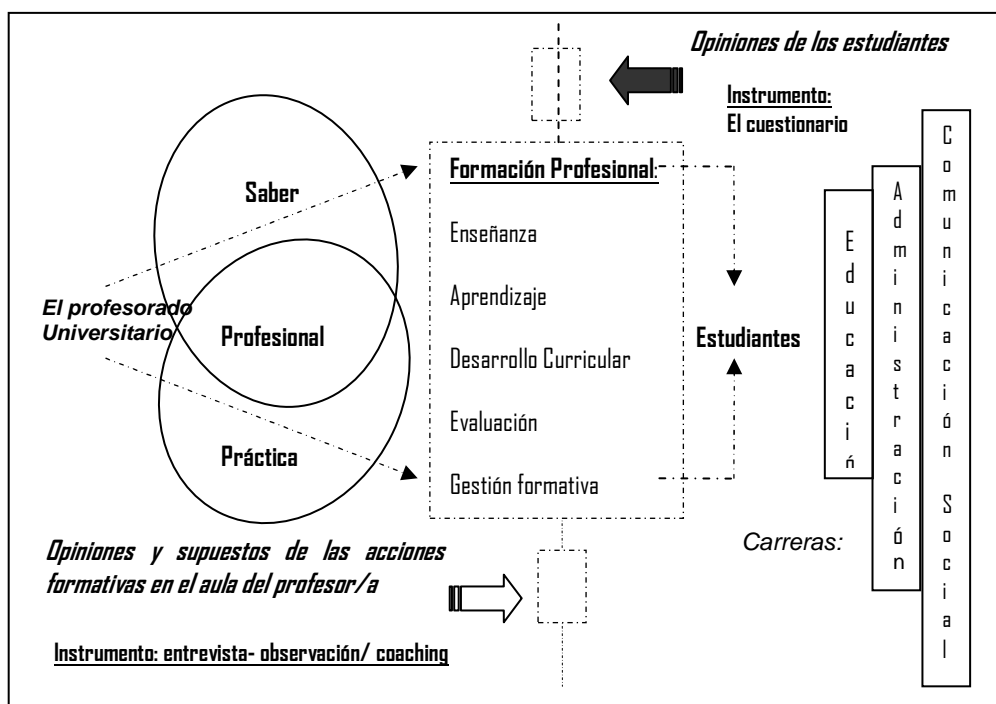 Opiniones de los estudiantes
Instrumento:
El cuestionario
Formación Profesional:
Saber
Enseñanza
Aprendizaje
El profesorado
Universitario
Profesional
Desarrollo Curricular
Estudiantes
Evaluación
Práctica
Gestión formativa
Opiniones y supuestos de las acciones
formativas en el aula del profesor/a
Instrumento: entrevista- observación/ coaching
Carreras:
Educació́n
Administración
Comunicación Social